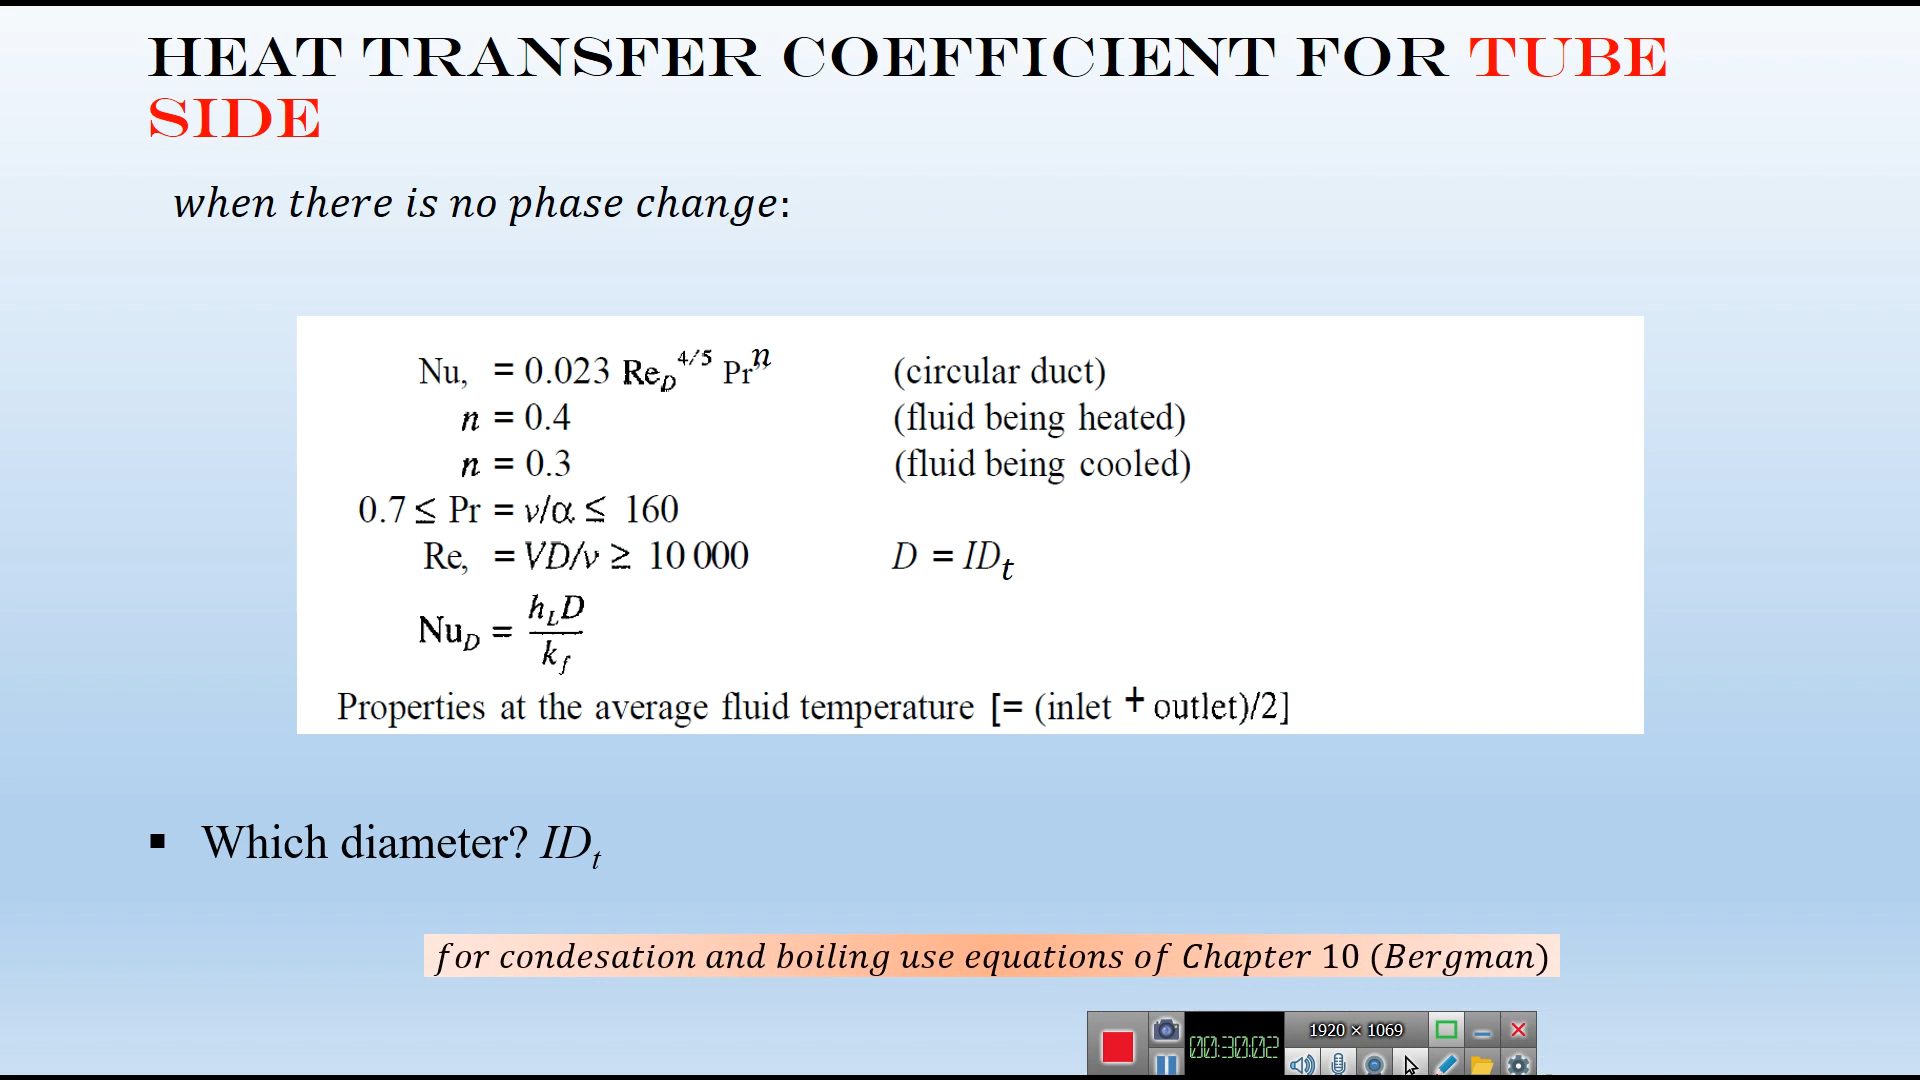 HEAT TRANSFER COEFFICIENT FOR TUBE
SIDE
when there is no phase change:
Nu, = 0.023 Re_D^4/5 Pr^n (circular duct)
n = 0.4 (fluid being heated)
n = 0.3 (fluid being cooled)
0.7 ≤ Pr = ν/α ≤ 160
Re, = VD/ν ≥ 10 000 D = ID_t
Nu_D = h_L D / k_f
Properties at the average fluid temperature [= (inlet + outlet)/2]
▪ Which diameter? ID_t
for condesation and boiling use equations of Chapter 10 (Bergman)
1920 × 1069
00:30:02